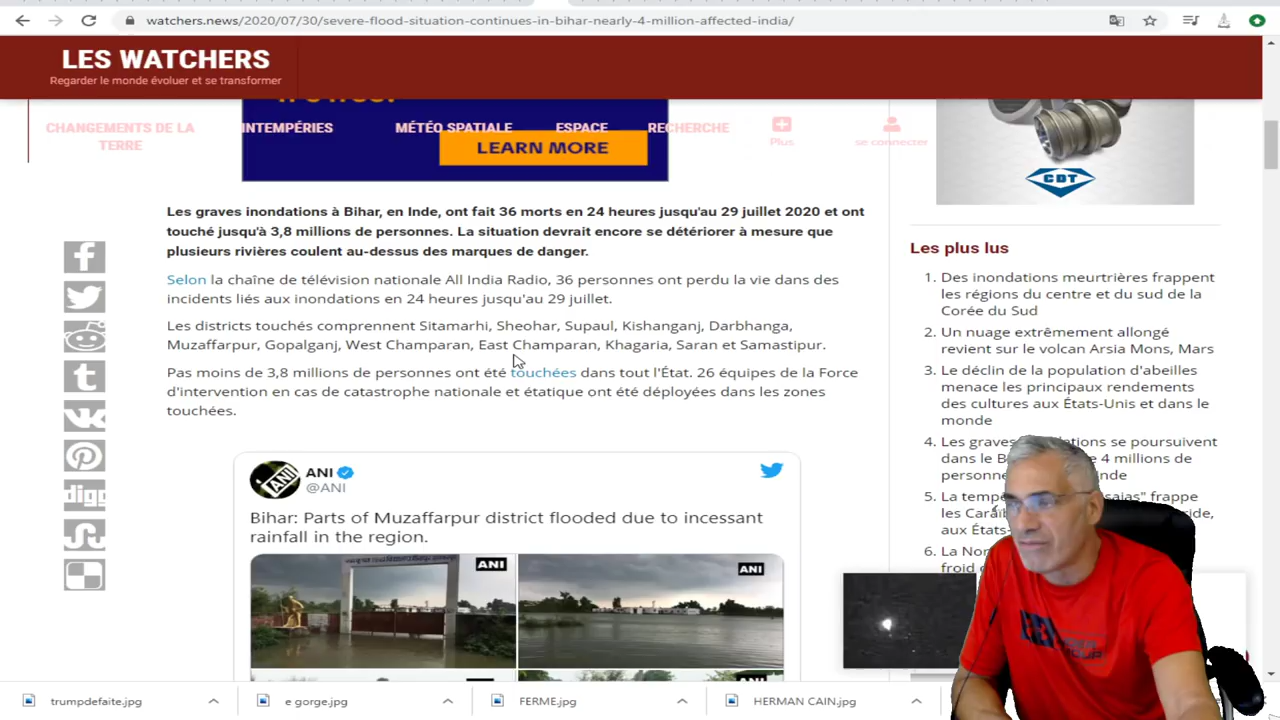 watchers.news/2020/07/30/severe-flood-situation-continues-in-bihar-nearly-4-million-affected-india/
LES WATCHERS
Regarder le monde évoluer et se transformer
CHANGEMENTS DE LA
TERRE
INTEMPÉRIES
MÉTÉO SPATIALE
ESPACE
RECHERCHE
Plus
se connecter
LEARN MORE
CDT
Les graves inondations à Bihar, en Inde, ont fait 36 morts en 24 heures jusqu'au 29 juillet 2020 et ont
touché jusqu'à 3,8 millions de personnes. La situation devrait encore se détériorer à mesure que
plusieurs rivières coulent au-dessus des marques de danger.
Selon la chaîne de télévision nationale All India Radio, 36 personnes ont perdu la vie dans des
incidents liés aux inondations en 24 heures jusqu'au 29 juillet.
Les districts touchés comprennent Sitamarhi, Sheohar, Supaul, Kishanganj, Darbhanga,
Muzaffarpur, Gopalganj, West Champaran, East Champaran, Khagaria, Saran et Samastipur.
Pas moins de 3,8 millions de personnes ont été touchées dans tout l'État. 26 équipes de la Force
d'intervention en cas de catastrophe nationale et étatique ont été déployées dans les zones
touchées.
digg
ANI
ANI
@ANI
Bihar: Parts of Muzaffarpur district flooded due to incessant
rainfall in the region.
ANI
ANI
Les plus lus
1. Des inondations meurtrières frappent
les régions du centre et du sud de la
Corée du Sud
2. Un nuage extrêmement allongé
revient sur le volcan Arsia Mons, Mars
3. Le déclin de la population d'abeilles
menace les principaux rendements
des cultures aux États-Unis et dans le
monde
4. Les graves se poursuivent
dans le 4 millions de
5. La frappe
les
aux
6. La
froid
trumpdefaite.jpg
e gorge.jpg
FERME.jpg
HERMAN CAIN.jpg